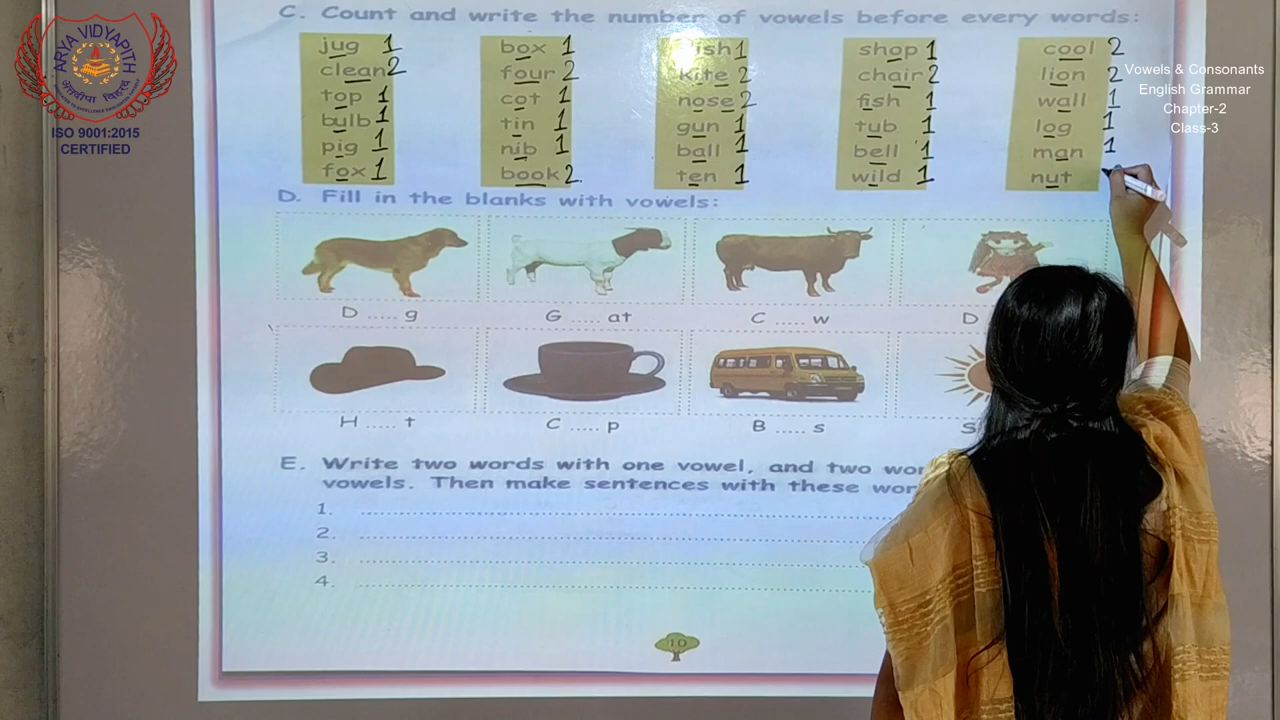 ARYA VIDYAPITH
ISO 9001:2015
CERTIFIED
Vowels & Consonants
English Grammar
Chapter-2
Class-3
C. Count and write the number of vowels before every words:
jug 1 box 1 ish 1 shop 1 cool 2
clean 2 four 2 kite 2 chair 2 lion 2
top 1 cot 1 nose 2 fish 1 wall 1
bulb 1 tin 1 gun 1 tub 1 log 1
pig 1 nib 1 ball 1 bell 1 man 1
fox 1 book 2 ten 1 wild 1 nut
D. Fill in the blanks with vowels:
D ..... g G ..... at C ..... w D
H ..... t C ..... p B ..... s S
E. Write two words with one vowel, and two wor
vowels. Then make sentences with these wor
1.
2.
3.
4.
10